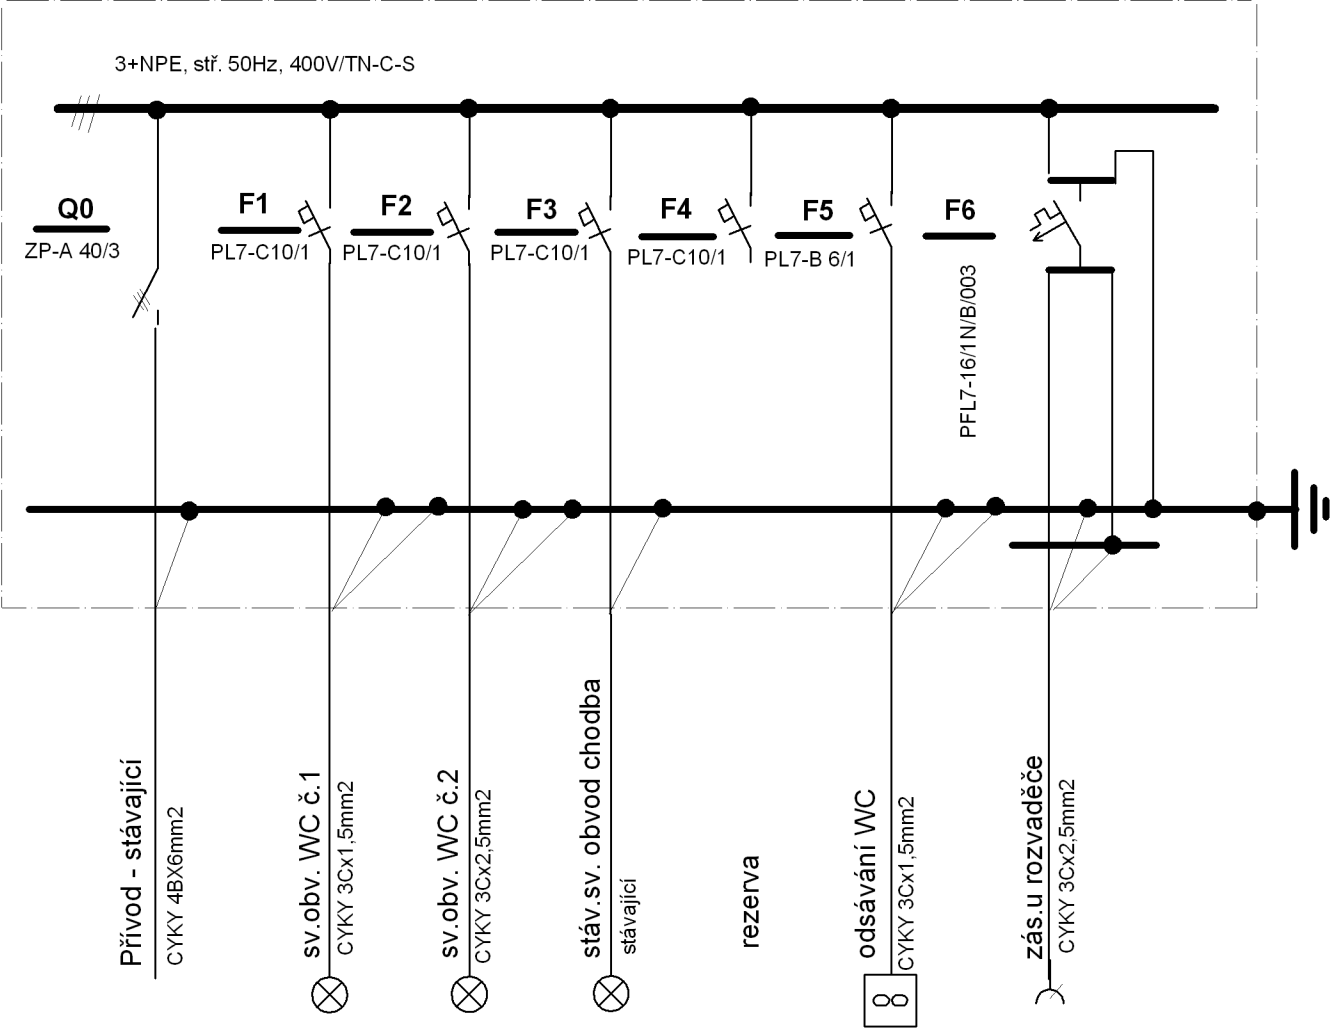 3+NPE, stř. 50Hz, 400V/TN-C-S
Q0
ZP-A 40/3
F1
PL7-C10/1
F2
PL7-C10/1
F3
PL7-C10/1
F4
PL7-C10/1
F5
PL7-B 6/1
F6
PFL7-16/1N/B/003
Přívod - stávající
CYKY 4BX6mm2
sv.obv. WC č.1
CYKY 3Cx1,5mm2
sv.obv. WC č.2
CYKY 3Cx2,5mm2
stáv.sv. obvod chodba
stávající
rezerva
odsávání WC
CYKY 3Cx1,5mm2
zás.u rozvaděče
CYKY 3Cx2,5mm2